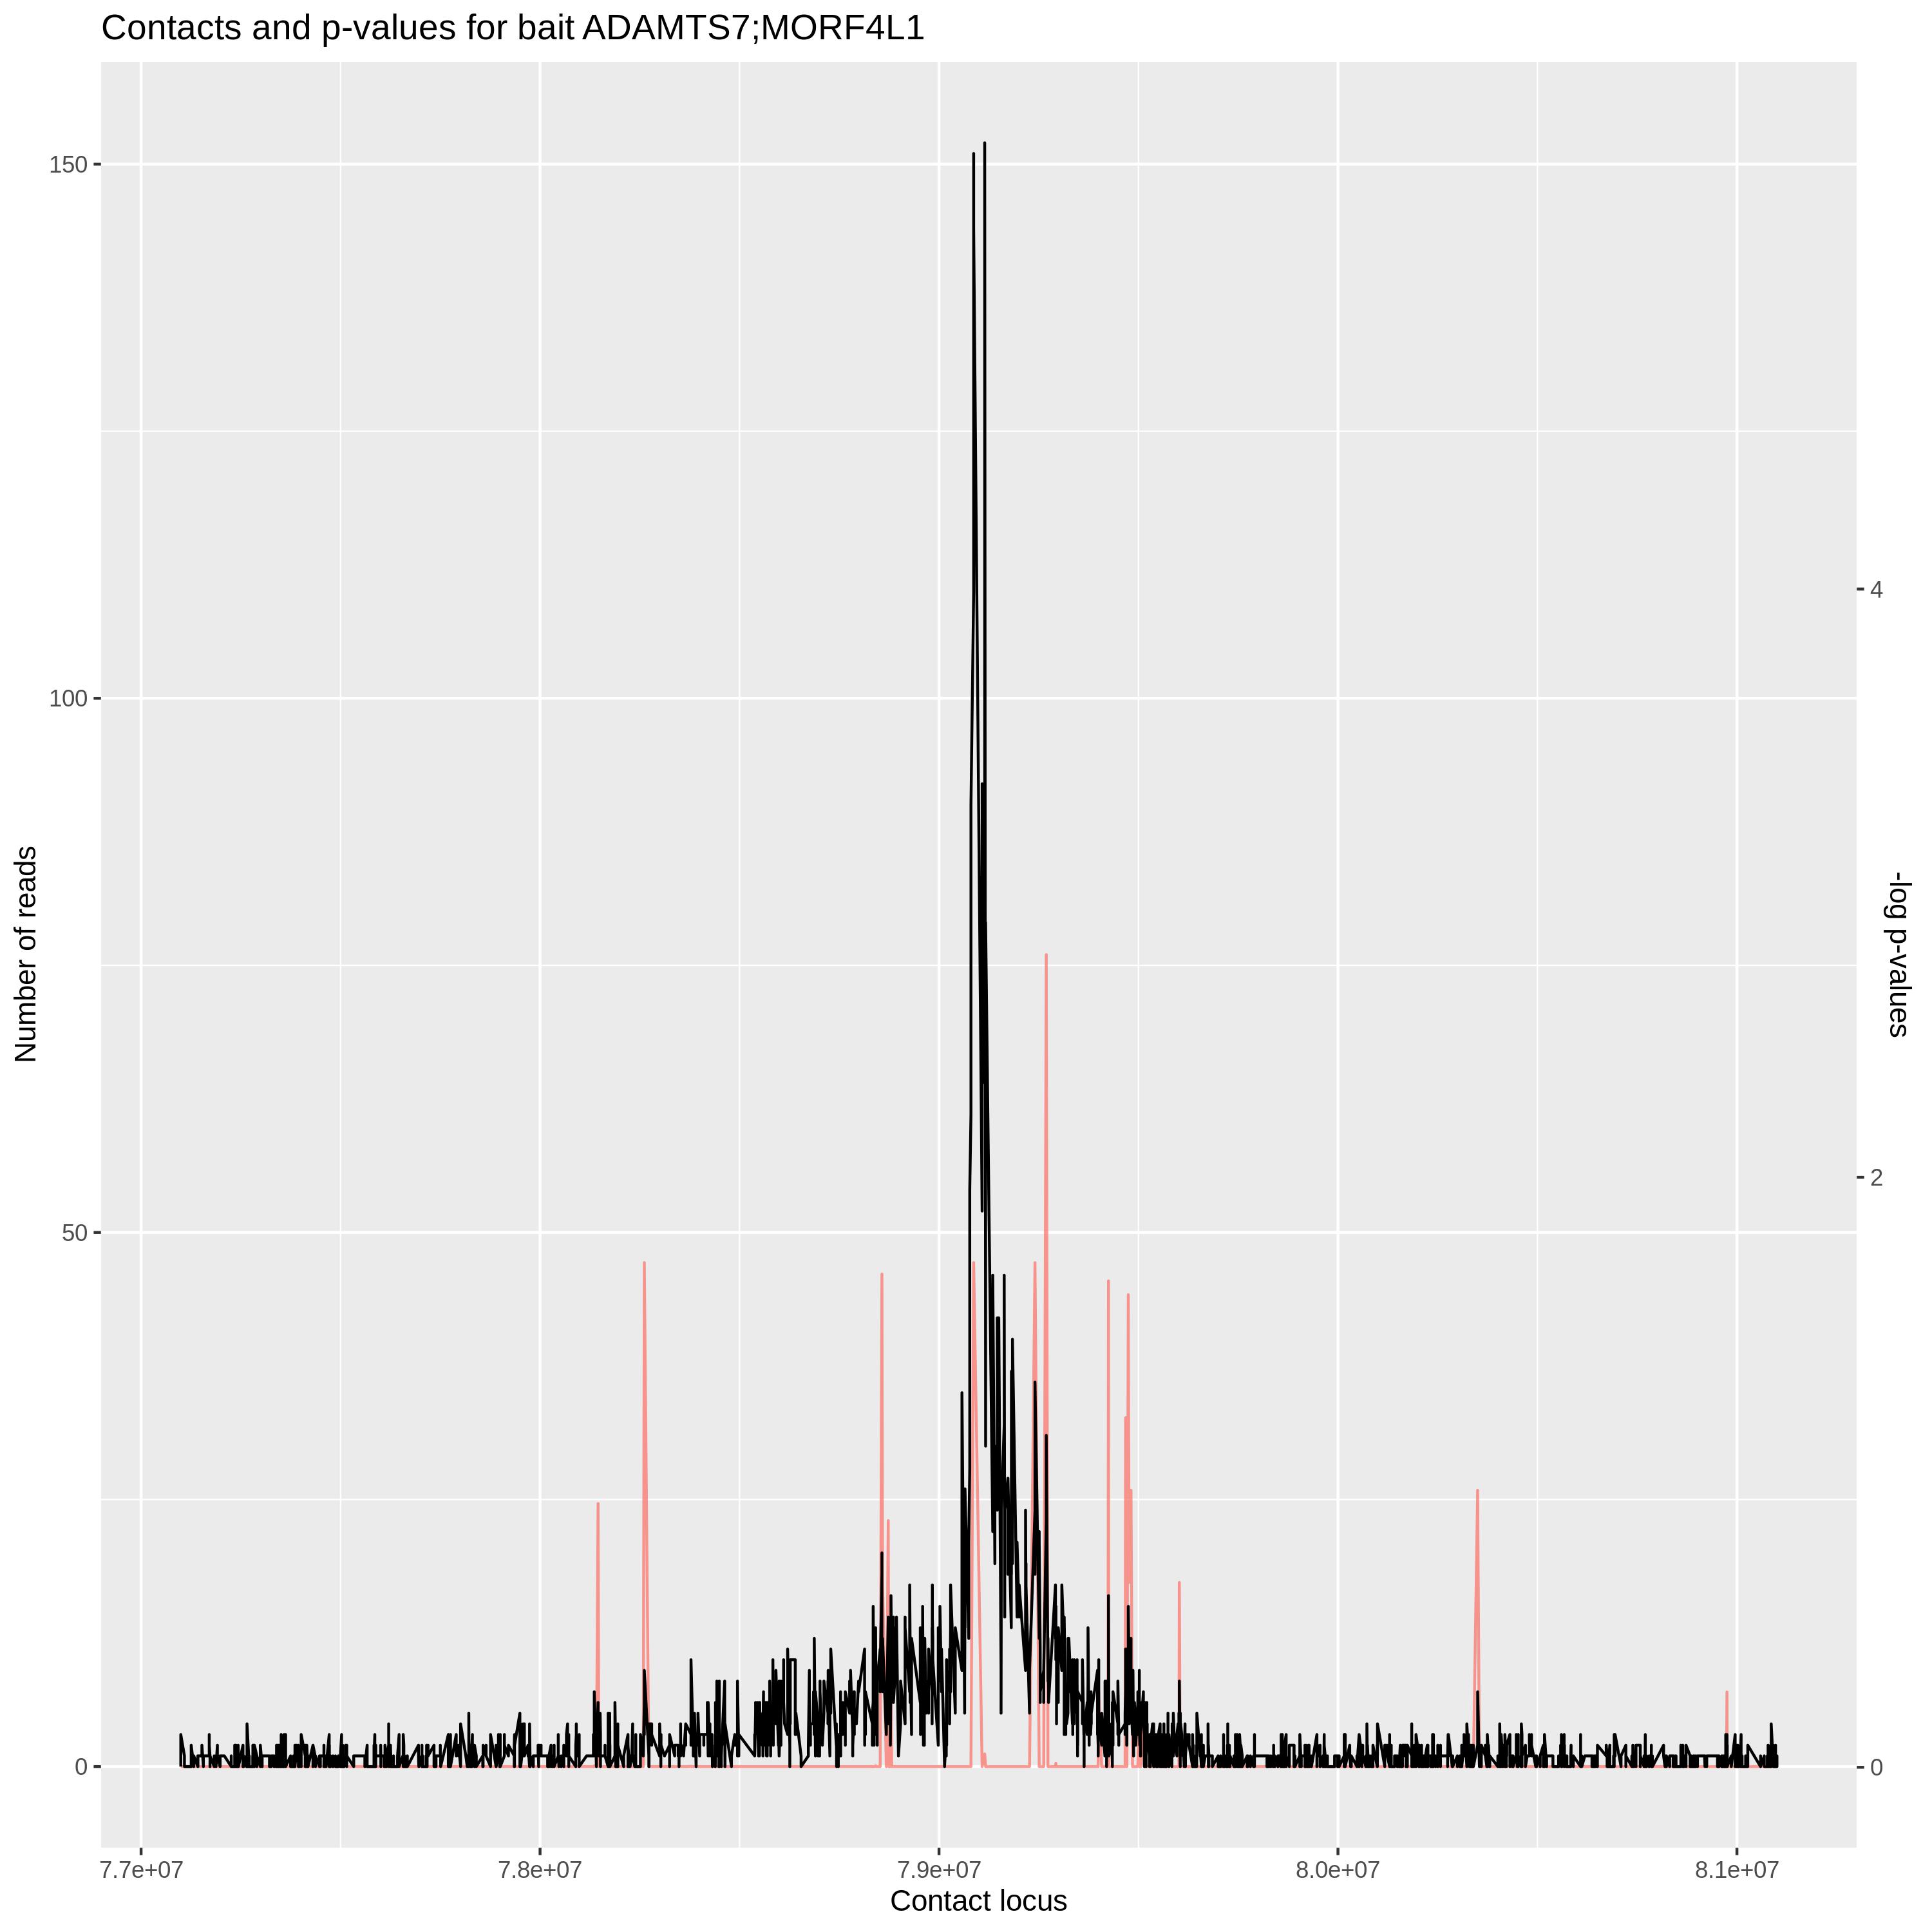 Contacts and p-values for bait ADAMTS7;MORF4L1
150
100
50
0
Number of reads
4
2
0
-log p-values
7.7e+07 7.8e+07 7.9e+07 8.0e+07 8.1e+07
Contact locus